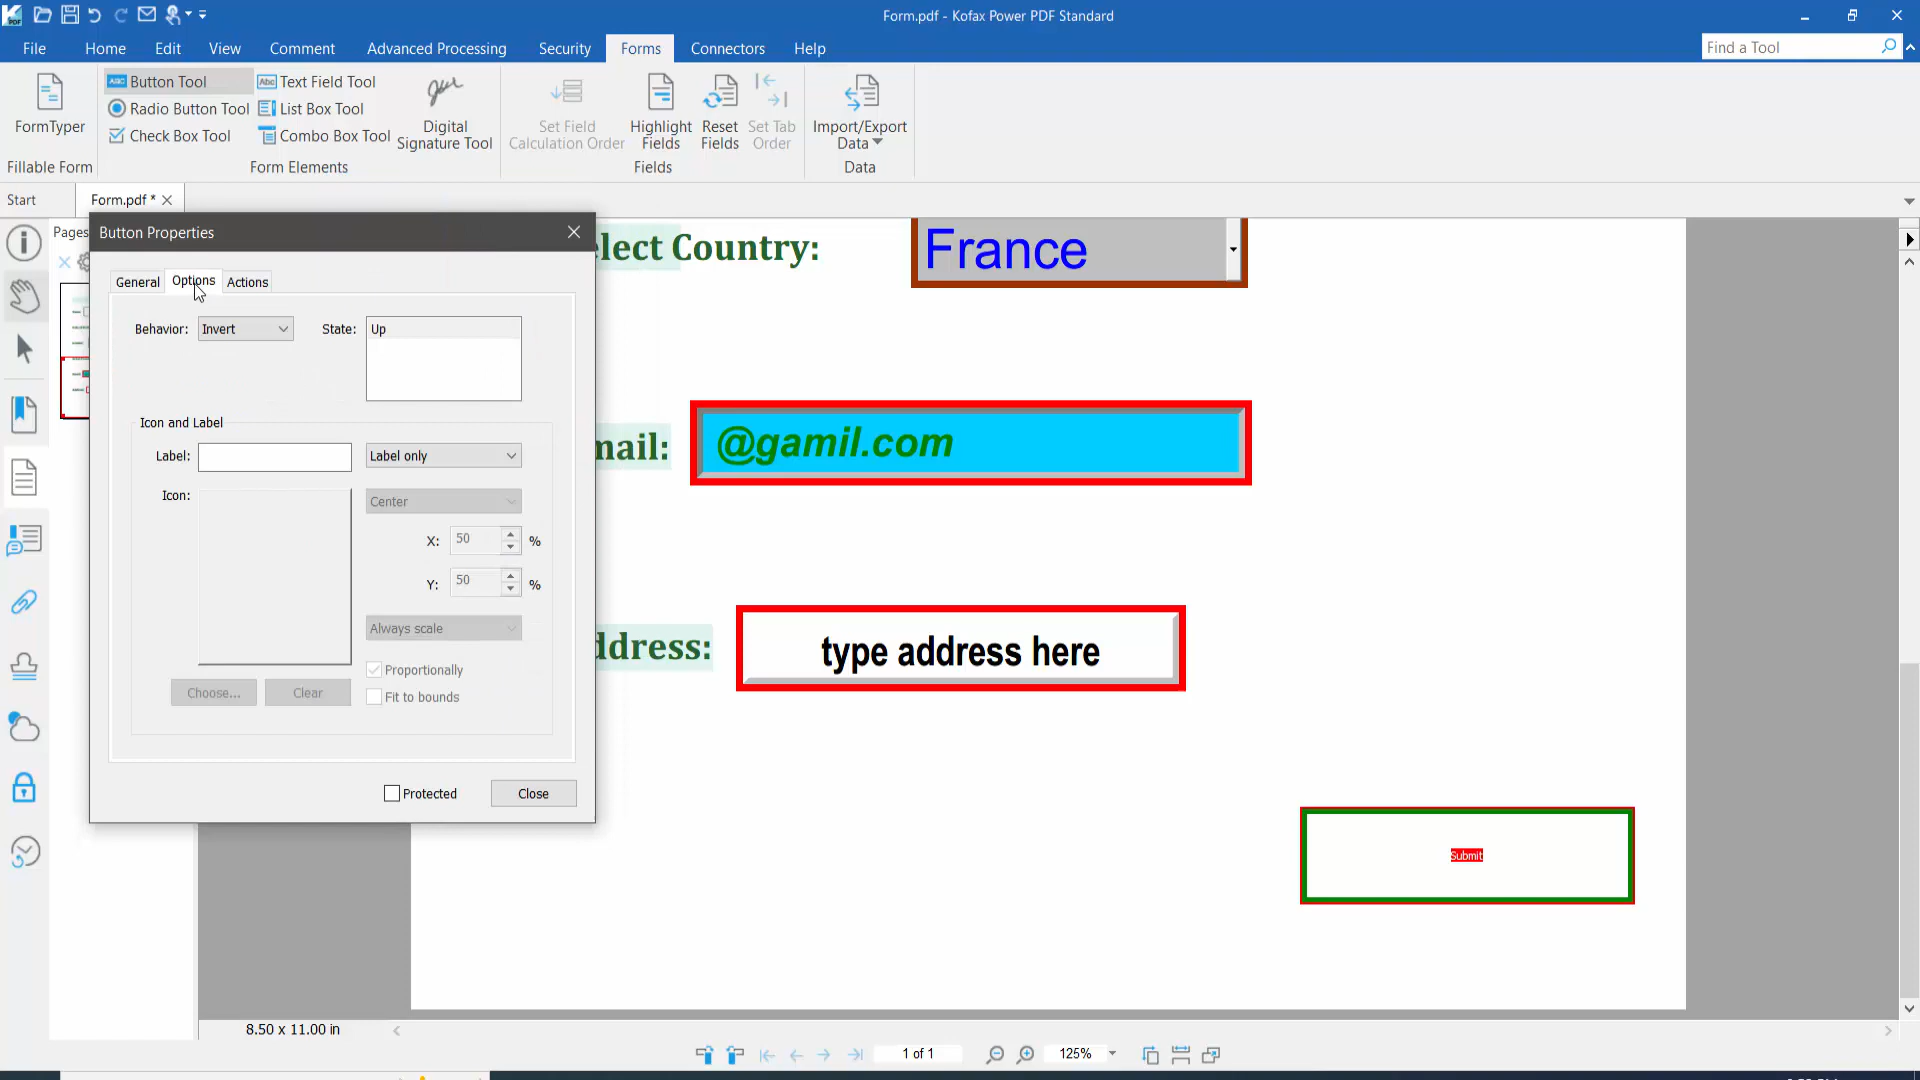 Form.pdf - Kofax Power PDF Standard
File Home Edit View Comment Advanced Processing Security Forms Connectors Help
Find a Tool
Button Tool
Radio Button Tool
Check Box Tool
Text Field Tool
List Box Tool
Combo Box Tool
FormTyper
Digital
Signature Tool
Set Field
Calculation Order
Highlight
Fields
Reset
Fields
Set Tab
Order
Import/Export
Data
Fillable Form
Form Elements
Fields
Data
Start
Form.pdf *
Pages
Button Properties
General Options Actions
Behavior: Invert
State: Up
Icon and Label
Label:
Label only
Icon:
Center
X: 50 %
Y: 50 %
Always scale
Proportionally
Fit to bounds
Choose... Clear
Protected
Close
elect Country:
France
mail:
@gamil.com
ddress:
type address here
Submit
8.50 x 11.00 in
1 of 1
125%